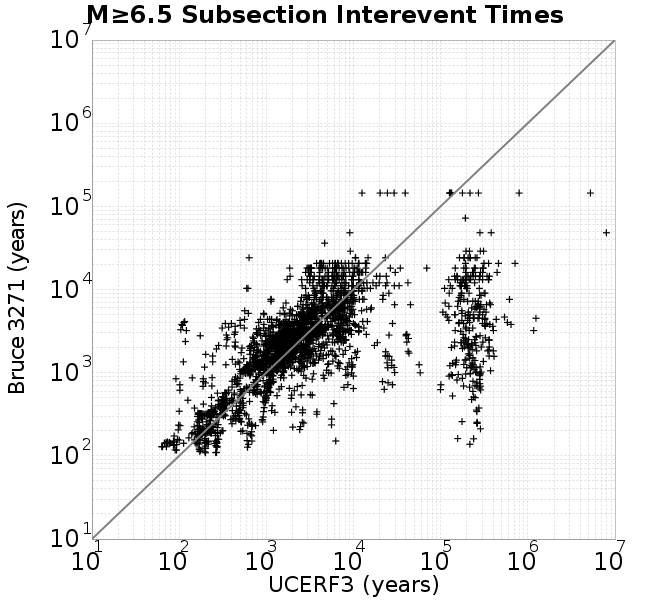 M≥6.5 Subsection Interevent Times
10^7
10^6
10^5
10^4
10^3
10^2
10^1
Bruce 3271 (years)
10^1 10^2 10^3 10^4 10^5 10^6 10^7
UCERF3 (years)